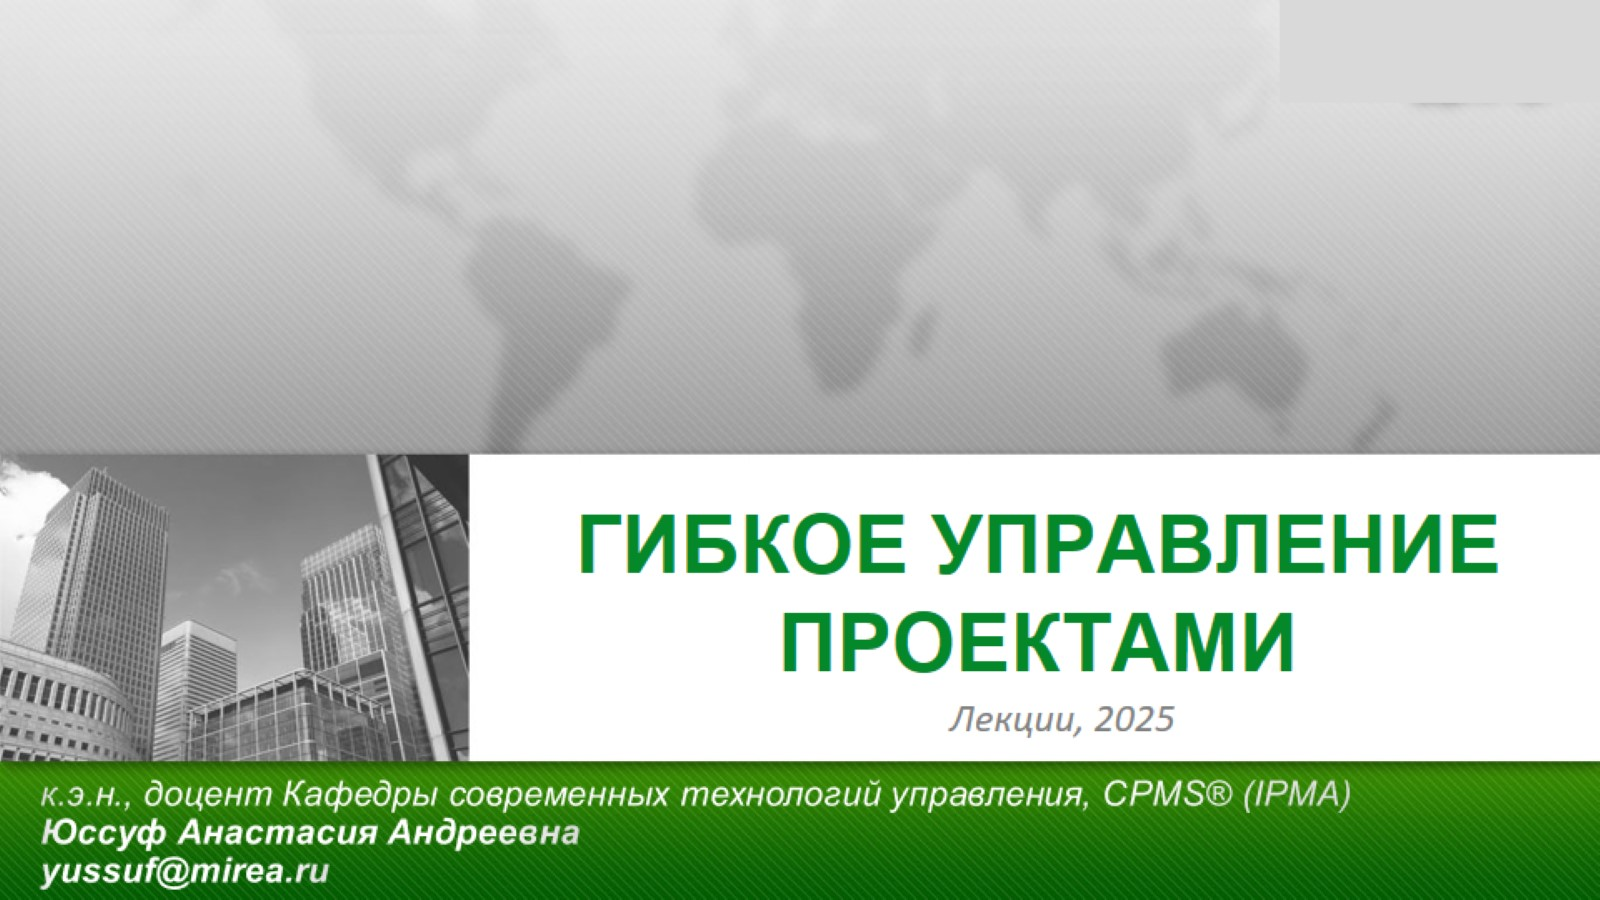 ГИБКОЕ УПРАВЛЕНИЕ
ПРОЕКТАМИ
Лекции, 2025
к.э.н., доцент Кафедры современных технологий управления, CPMS® (IPMA)
Юссуф Анастасия Андреевна
yussuf@mirea.ru